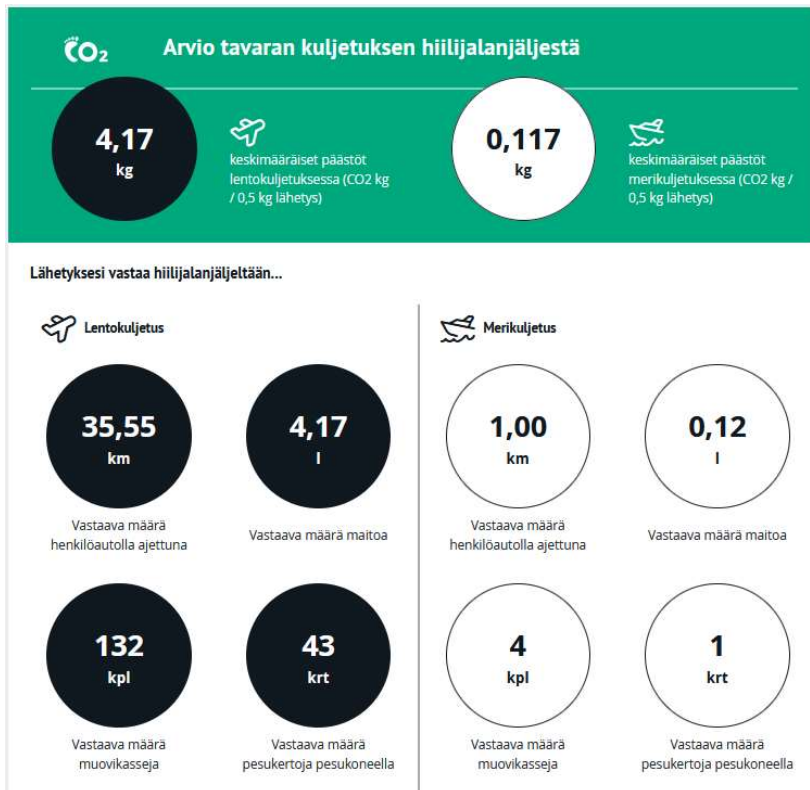 CO2
Arvio tavaran kuljetuksen hiilijalanjäljestä
4,17
kg
keskimääräiset päästöt
lentokuljetuksessa (CO2 kg
/ 0,5 kg lähetys)
0,117
kg
keskimääräiset päästöt
merikuljetuksessa (CO2 kg /
0,5 kg lähetys)
Lähetyksesi vastaa hiilijalanjäljeltään...
Lentokuljetus
35,55
km
Vastaava määrä
henkilöautolla ajettuna
4,17
l
Vastaava määrä maitoa
132
kpl
Vastaava määrä
muovikasseja
43
krt
Vastaava määrä
pesukertoja pesukoneella
Merikuljetus
1,00
km
Vastaava määrä
henkilöautolla ajettuna
0,12
l
Vastaava määrä maitoa
4
kpl
Vastaava määrä
muovikasseja
1
krt
Vastaava määrä
pesukertoja pesukoneella